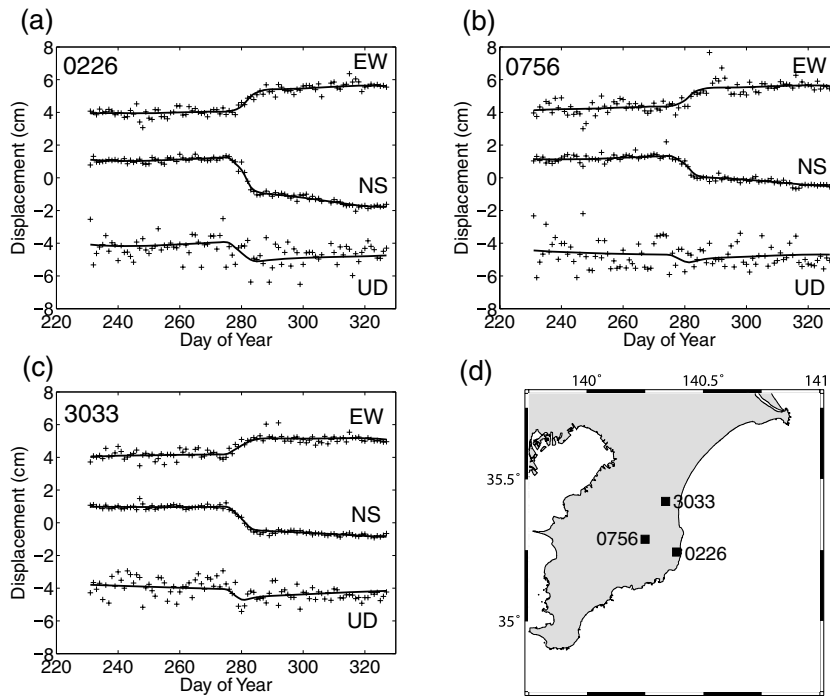 (a)
0226
EW
NS
UD
Displacement (cm)
8
6
4
2
0
−2
−4
−6
−8
220 240 260 280 300 320
Day of Year
(b)
0756
EW
NS
UD
Displacement (cm)
8
6
4
2
0
−2
−4
−6
−8
220 240 260 280 300 320
Day of Year
(c)
3033
EW
NS
UD
Displacement (cm)
8
6
4
2
0
−2
−4
−6
−8
220 240 260 280 300 320
Day of Year
(d)
140˚ 140.5˚ 141
35.5˚
35˚
3033
0756
0226